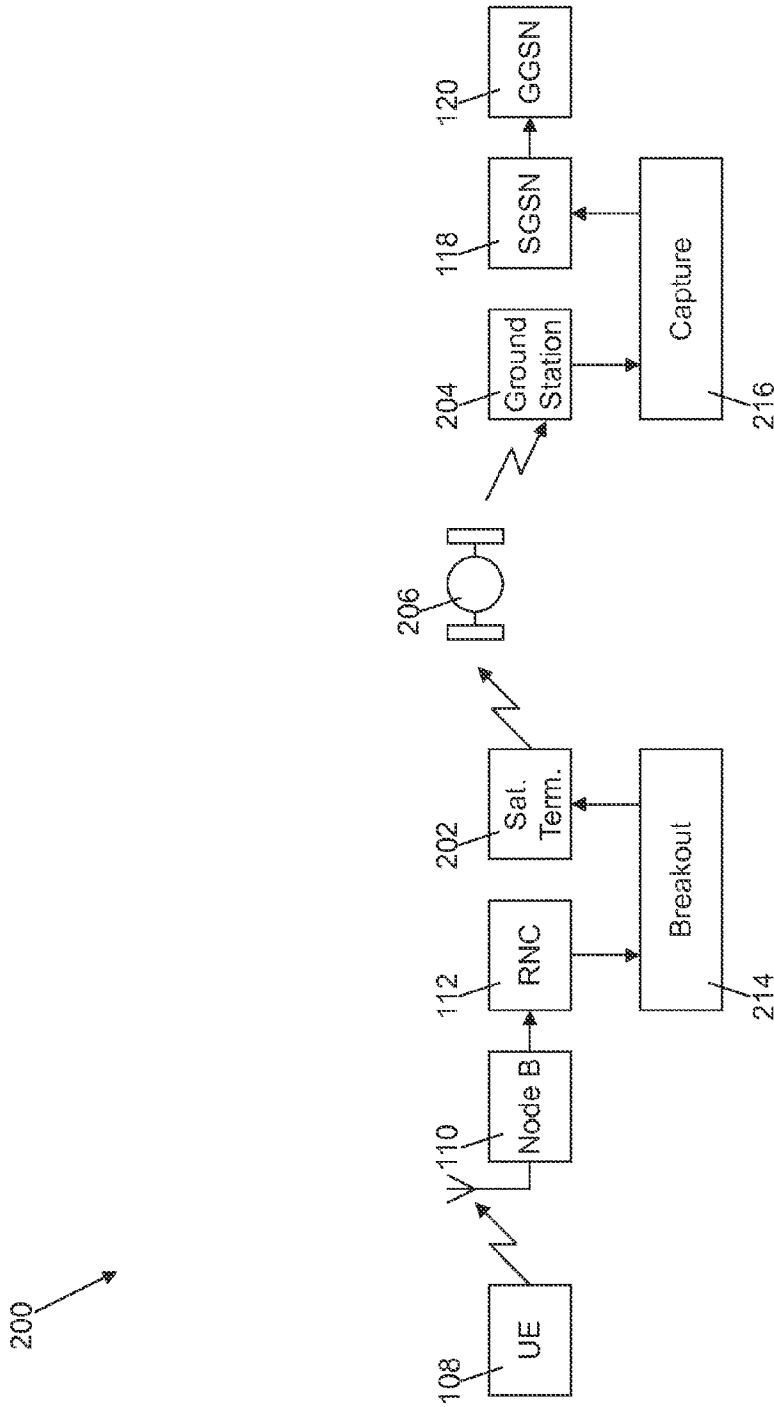 200
206
108
UE
110
Node B
112
RNC
202
Sat.
Term.
204
Ground
Station
118
SGSN
120
GGSN
214
Breakout
216
Capture